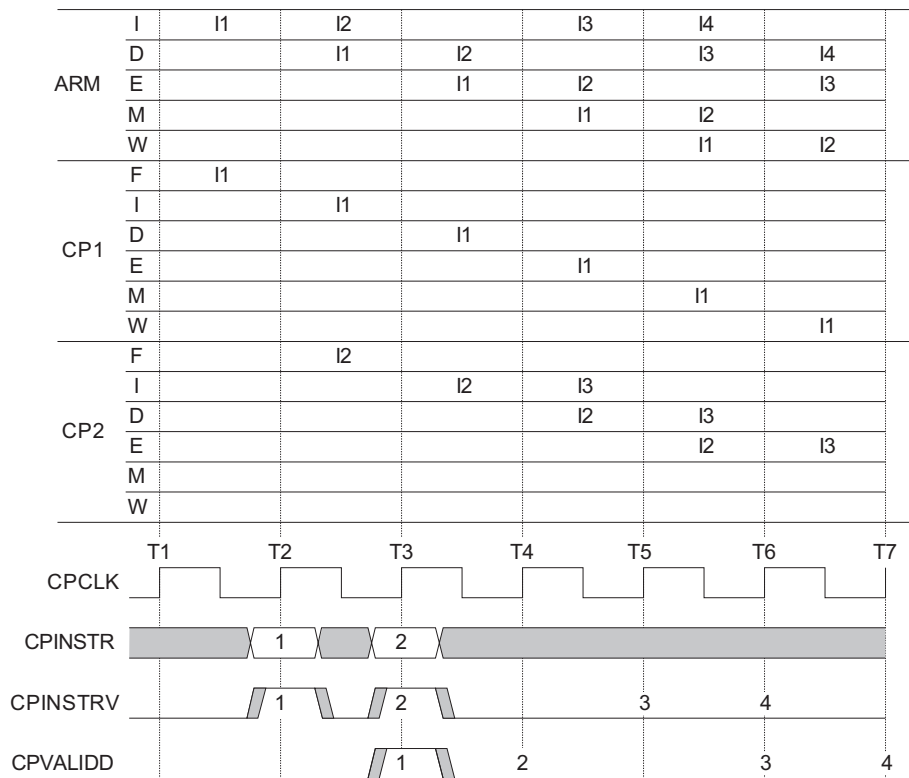 I I1 I2 I3 I4
D I1 I2 I3 I4
ARM E I1 I2 I3
M I1 I2
W I1 I2
F I1
I I1
D I1
CP1
E I1
M I1
W I1
F I2
I I2 I3
D I2 I3
CP2
E I2 I3
M
W
T1 T2 T3 T4 T5 T6 T7
CPCLK
CPINSTR 1 2
CPINSTRV 1 2 3 4
CPVALIDD 1 2 3 4